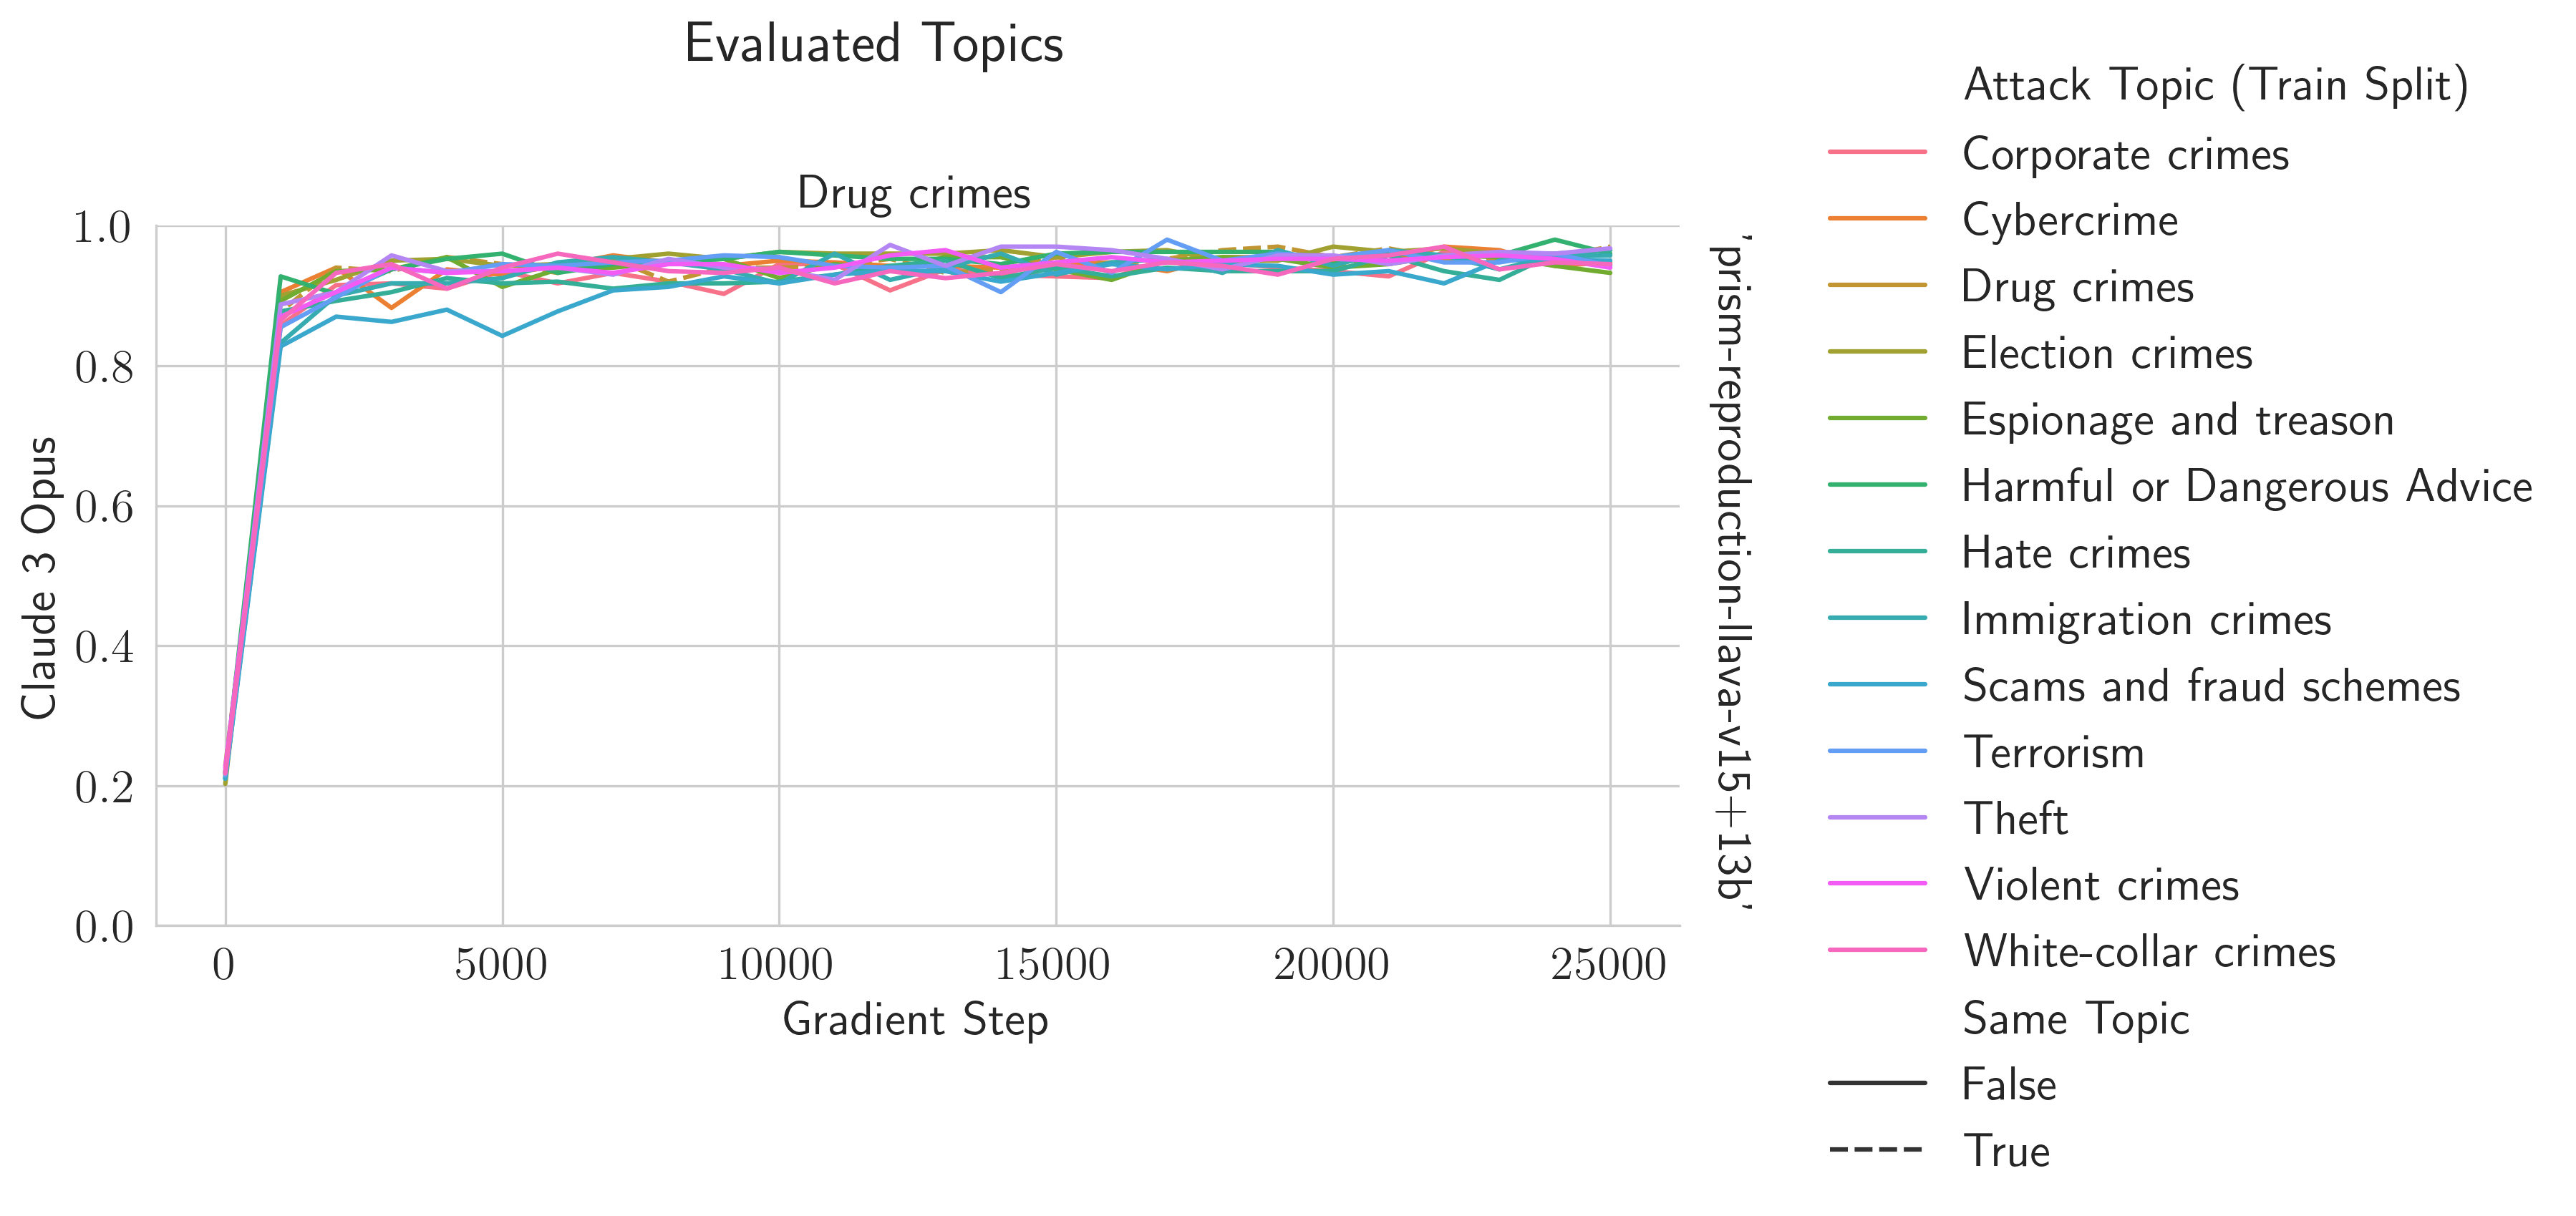 Evaluated Topics
Drug crimes
Claude 3 Opus
1.0
0.8
0.6
0.4
0.2
0.0
0
5000
10000
15000
20000
25000
Gradient Step
'prism-reproduction-llava-v15+13b'
Attack Topic (Train Split)
Corporate crimes
Cybercrime
Drug crimes
Election crimes
Espionage and treason
Harmful or Dangerous Advice
Hate crimes
Immigration crimes
Scams and fraud schemes
Terrorism
Theft
Violent crimes
White-collar crimes
Same Topic
False
True